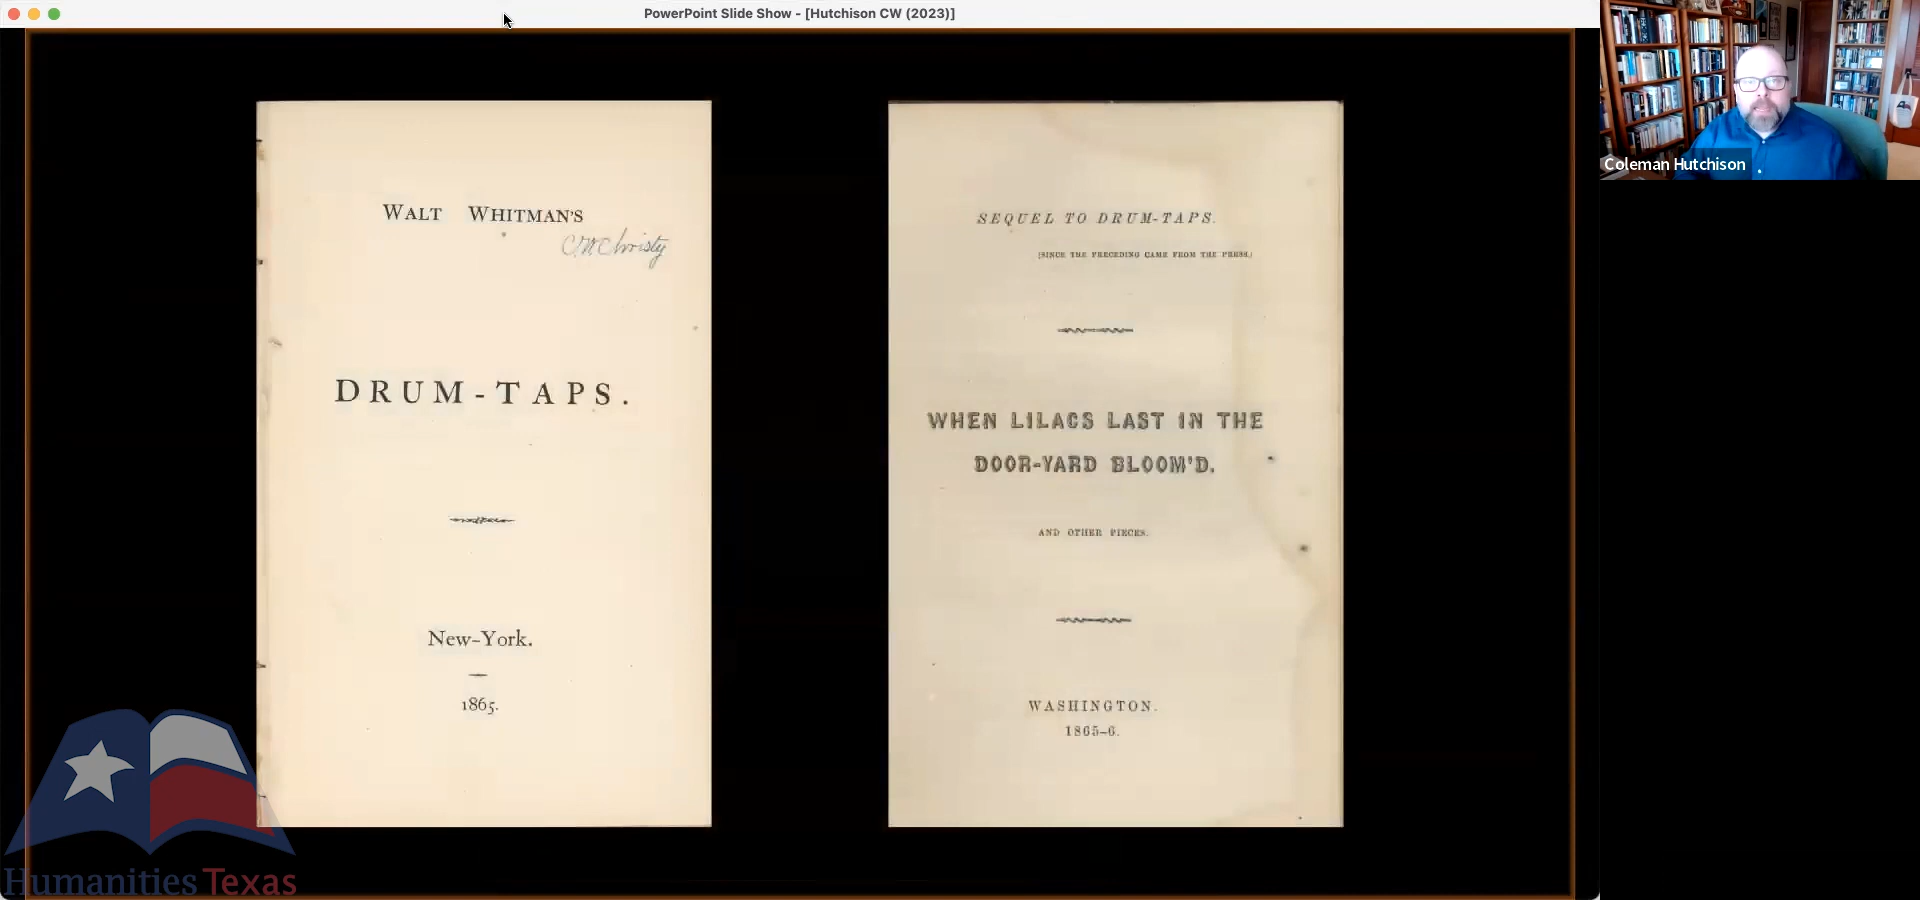 PowerPoint Slide Show - [Hutchison CW (2023)]
WALT WHITMAN'S
C.W. Christy
DRUM-TAPS.
New-York.
1865.
SEQUEL TO DRUM-TAPS.
(SINCE THE PRECEDING CAME FROM THE PRESS.)
WHEN LILACS LAST IN THE
DOOR-YARD BLOOM'D.
AND OTHER PIECES.
WASHINGTON.
1865-6.
Coleman Hutchison
Humanities Texas